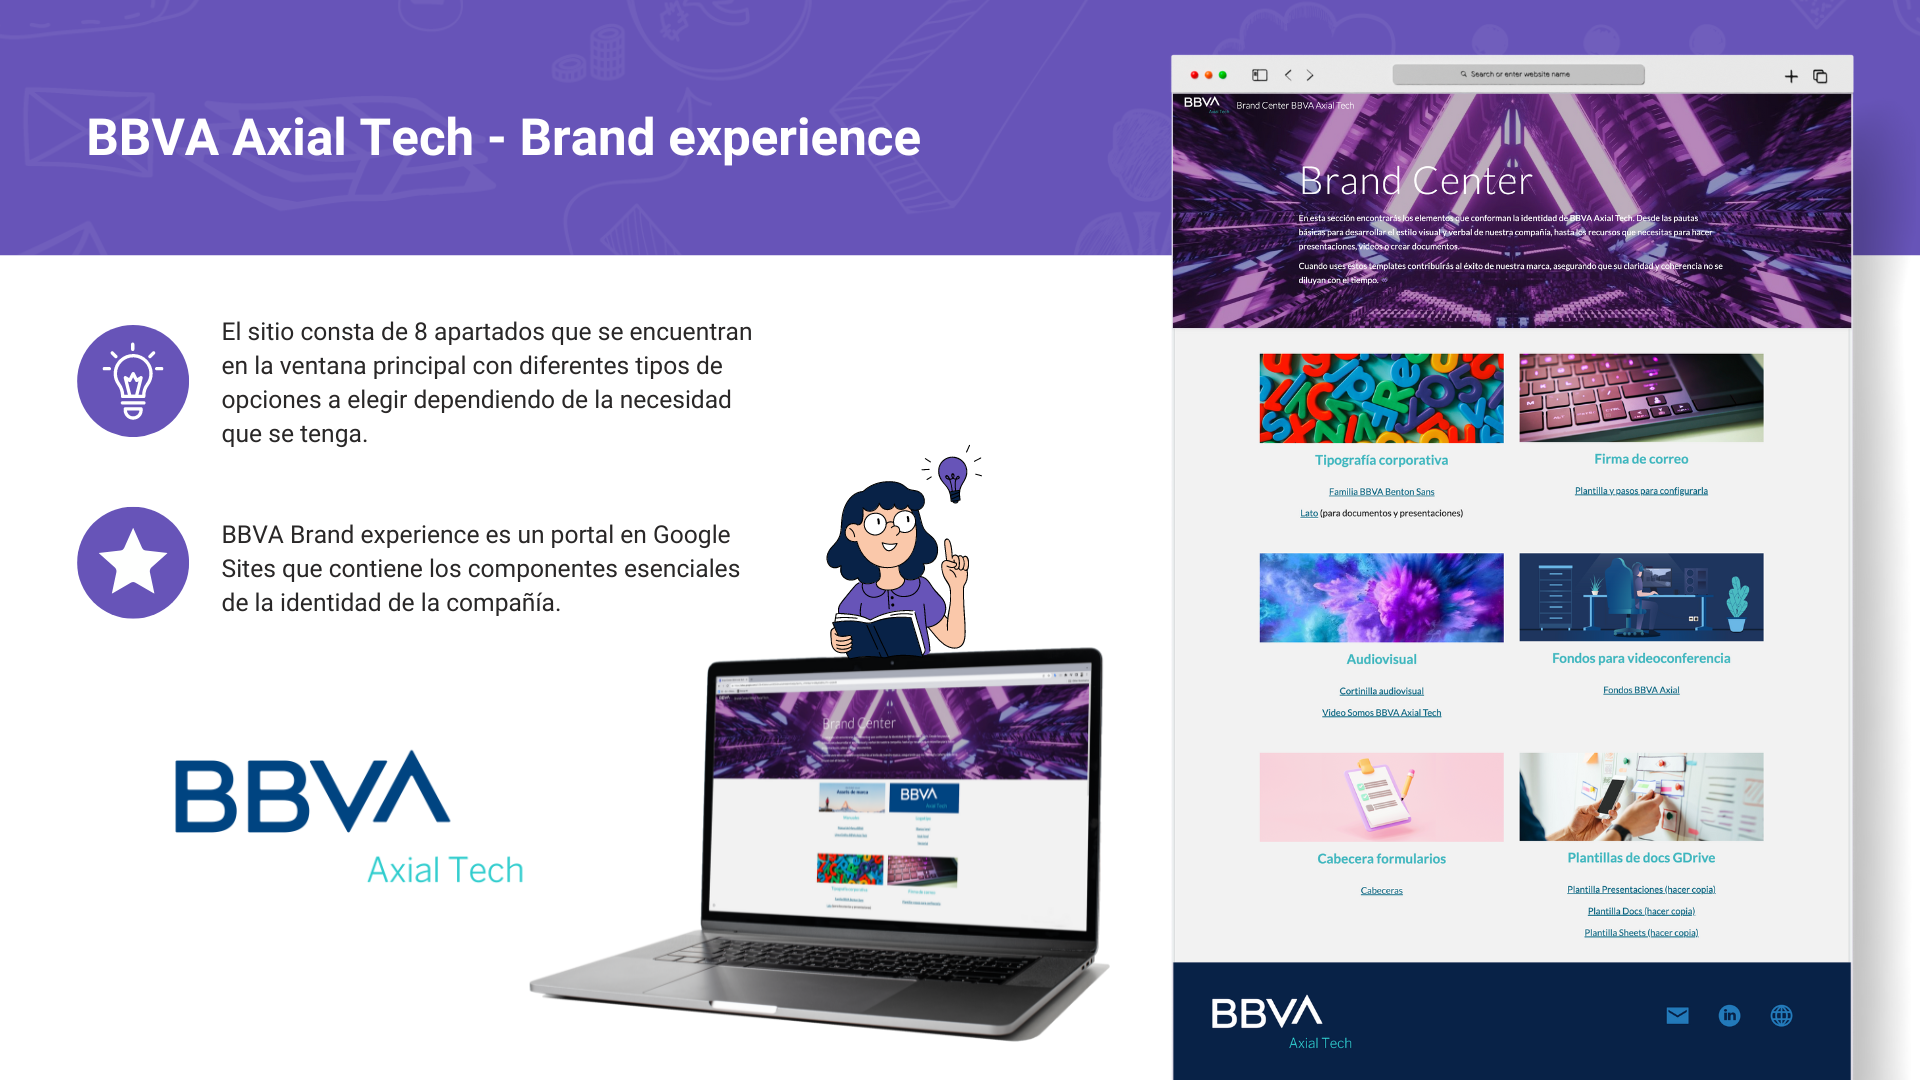 BBVA Axial Tech - Brand experience
El sitio consta de 8 apartados que se encuentran
en la ventana principal con diferentes tipos de
opciones a elegir dependiendo de la necesidad
que se tenga.
BBVA Brand experience es un portal en Google
Sites que contiene los componentes esenciales
de la identidad de la compañía.
BBVA
Axial Tech
Brand Center
BBVA
Search or enter website name
BBVA
Axial Tech
Brand Center BBVA Axial Tech
Brand Center
En esta sección encontrarás los elementos que conforman la identidad de BBVA Axial Tech. Desde las pautas
básicas para desarrollar el estilo visual y verbal de nuestra compañía, hasta los recursos que necesitas para hacer
presentaciones, vídeos o crear documentos.
Cuando uses estos templates contribuirás al éxito de nuestra marca, asegurando que su claridad y coherencia no se
diluyan con el tiempo.
Tipografía corporativa
Familia BBVA Benton Sans
Lato (para documentos y presentaciones)
Firma de correo
Plantilla y pasos para configurarla
Audiovisual
Cortinilla audiovisual
Video Somos BBVA Axial Tech
Fondos para videoconferencia
Fondos BBVA Axial
Cabecera formularios
Cabeceras
Plantillas de docs GDrive
Plantilla Presentaciones (hacer copia)
Plantilla Docs (hacer copia)
Plantilla Sheets (hacer copia)
BBVA
Axial Tech